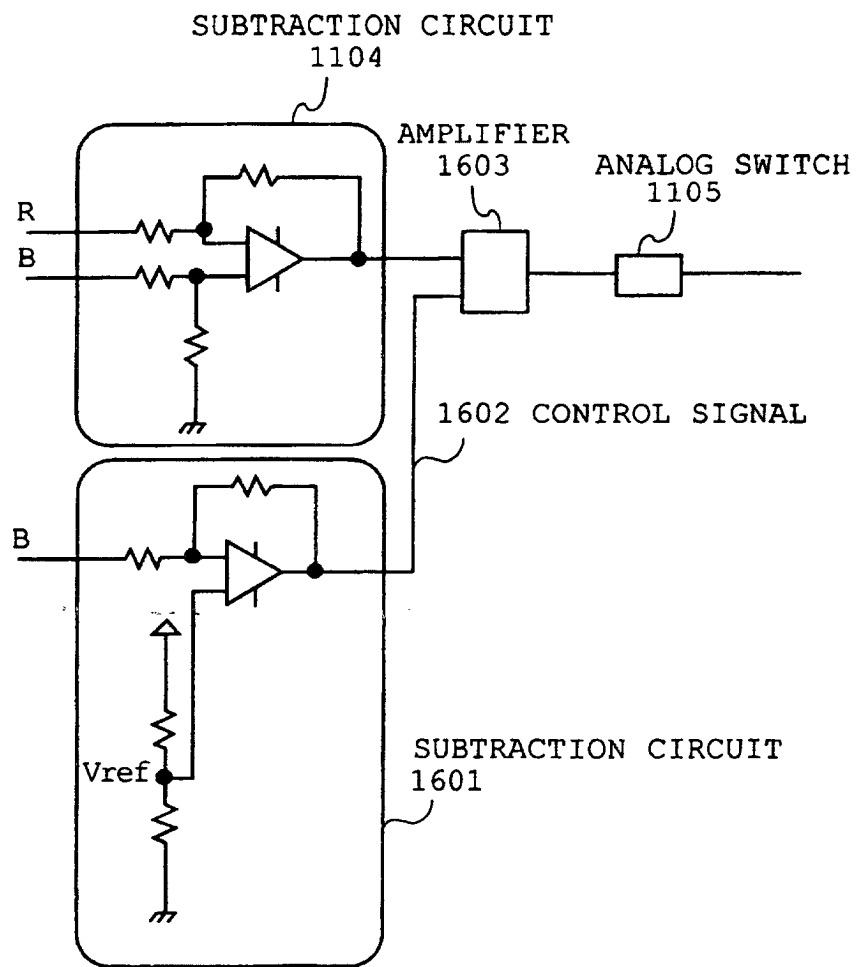 SUBTRACTION CIRCUIT
1104
AMPLIFIER
1603
ANALOG SWITCH
1105
R
B
1602 CONTROL SIGNAL
B
Vref
SUBTRACTION CIRCUIT
1601